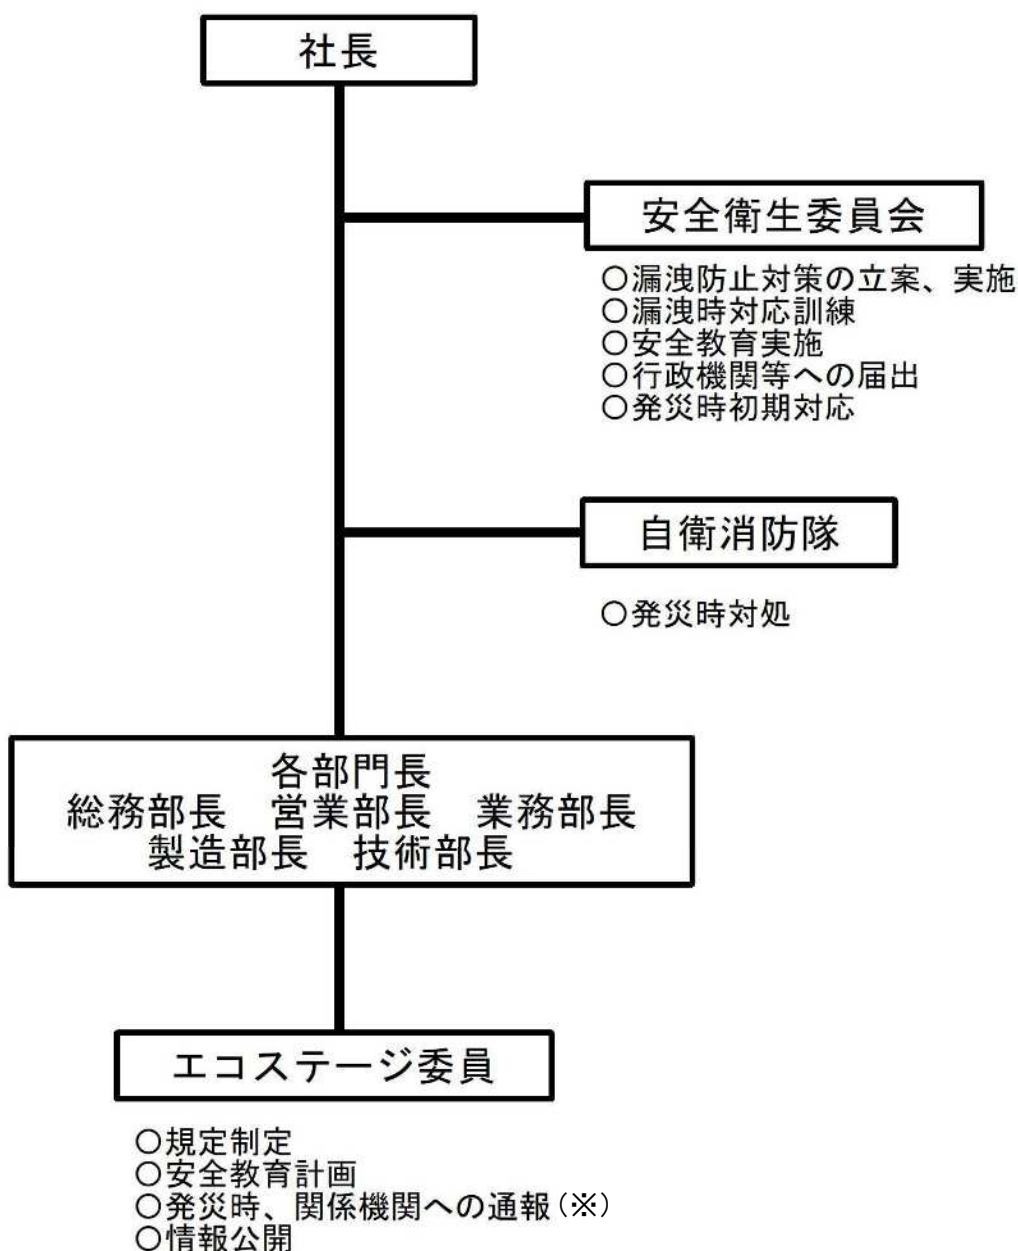 社長
安全衛生委員会
○漏洩防止対策の立案、実施
○漏洩時対応訓練
○安全教育実施
○行政機関等への届出
○発災時初期対応
自衛消防隊
○発災時対処
各部門長
総務部長　営業部長　業務部長
製造部長　技術部長
エコステージ委員
○規定制定
○安全教育計画
○発災時、関係機関への通報(※)
○情報公開